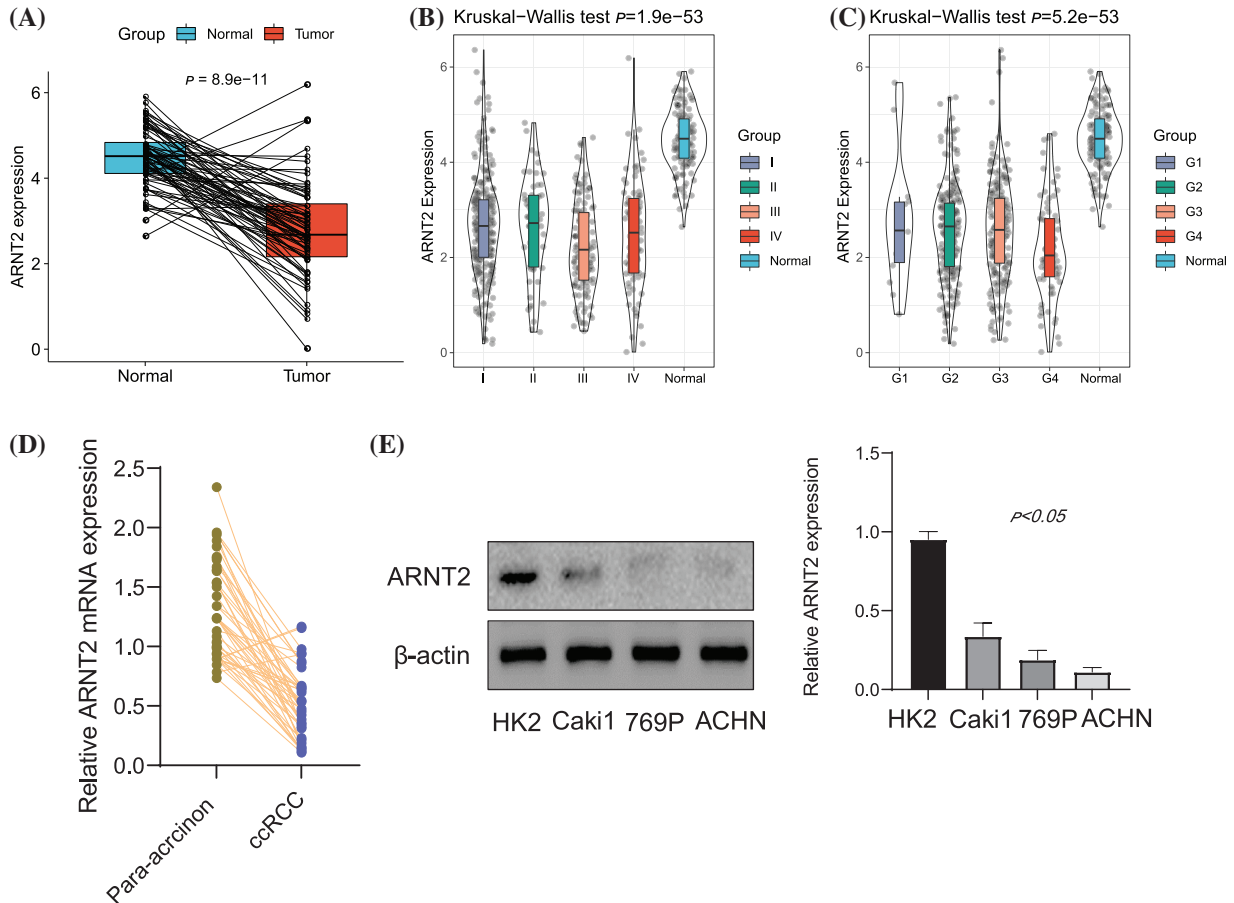 (A)
Group Normal Tumor
P = 8.9e−11
ARNT2 expression
6
4
2
0
Normal Tumor
(B)
Kruskal−Wallis test P=1.9e−53
ARNT2 Expression
6
4
2
0
I II III IV Normal
Group
I
II
III
IV
Normal
(C)
Kruskal−Wallis test P=5.2e−53
ARNT2 Expression
6
4
2
0
G1 G2 G3 G4 Normal
Group
G1
G2
G3
G4
Normal
(D)
Relative ARNT2 mRNA expression
2.5
2.0
1.5
1.0
0.5
0.0
Para-acrcinon ccRCC
(E)
ARNT2
β-actin
HK2 Caki1 769P ACHN
Relative ARNT2 expression
1.5
1.0
0.5
0.0
P<0.05
HK2 Caki1 769P ACHN